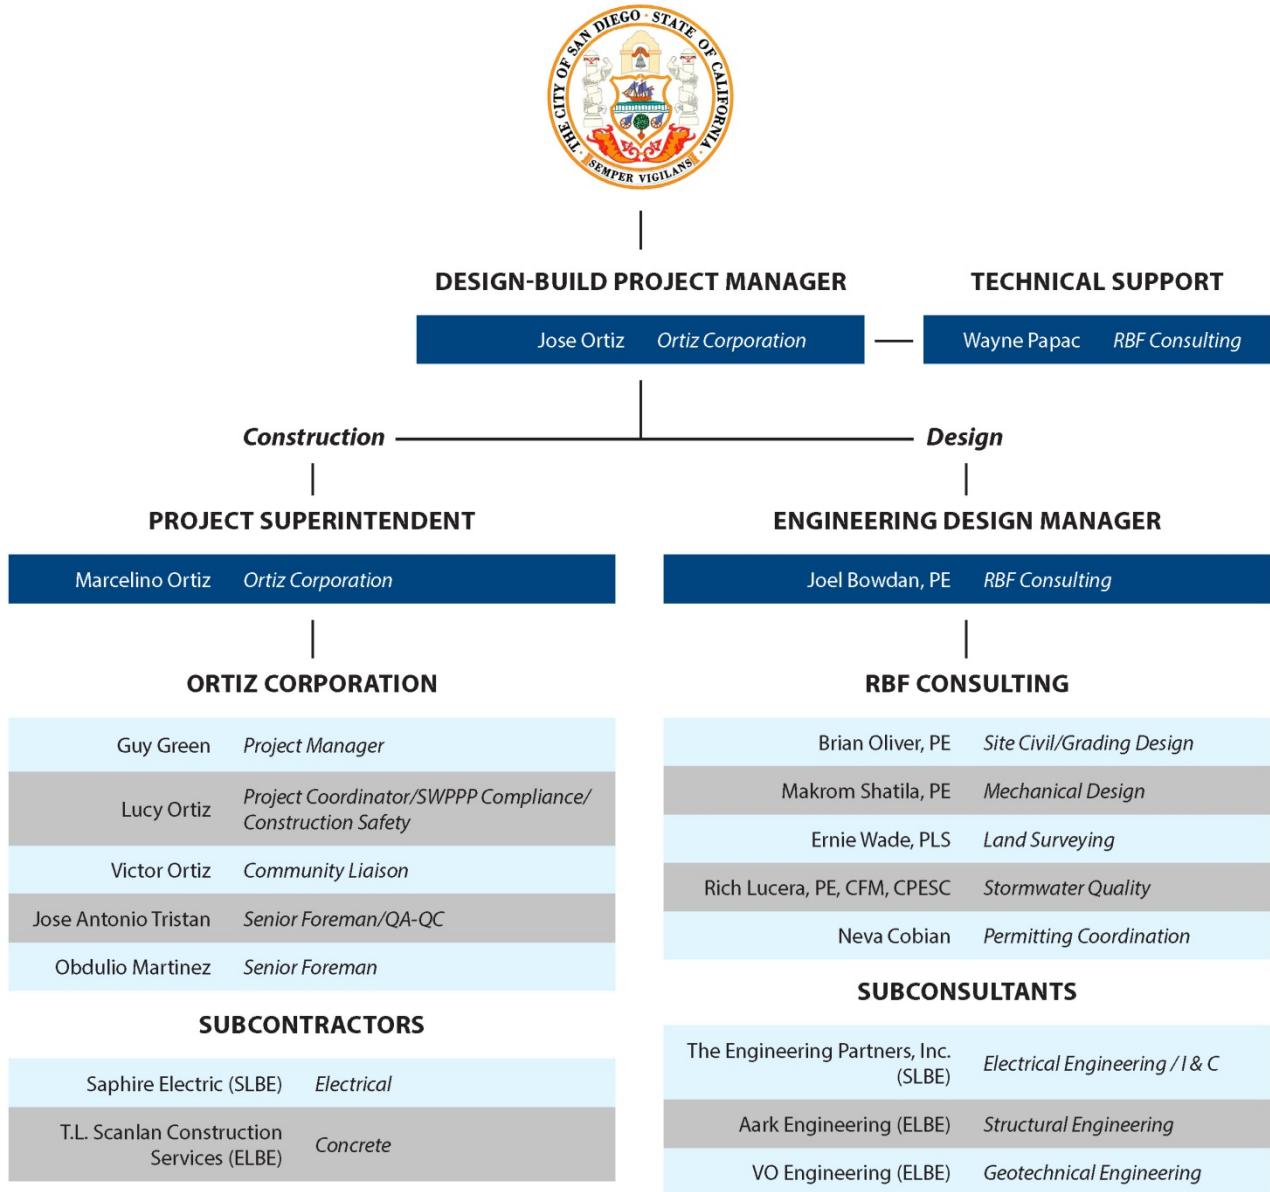 THE CITY OF SAN DIEGO · STATE OF CALIFORNIA
SEMPER VIGILANS
DESIGN-BUILD PROJECT MANAGER
Jose Ortiz Ortiz Corporation
TECHNICAL SUPPORT
Wayne Papac RBF Consulting
Construction
Design
PROJECT SUPERINTENDENT
Marcelino Ortiz Ortiz Corporation
ORTIZ CORPORATION
Guy Green Project Manager
Lucy Ortiz Project Coordinator/SWPPP Compliance/
Construction Safety
Victor Ortiz Community Liaison
Jose Antonio Tristan Senior Foreman/QA-QC
Obdulio Martinez Senior Foreman
SUBCONTRACTORS
Saphire Electric (SLBE) Electrical
T.L. Scanlan Construction
Services (ELBE) Concrete
ENGINEERING DESIGN MANAGER
Joel Bowdan, PE RBF Consulting
RBF CONSULTING
Brian Oliver, PE Site Civil/Grading Design
Makrom Shatila, PE Mechanical Design
Ernie Wade, PLS Land Surveying
Rich Lucera, PE, CFM, CPESC Stormwater Quality
Neva Cobian Permitting Coordination
SUBCONSULTANTS
The Engineering Partners, Inc.
(SLBE) Electrical Engineering / I & C
Aark Engineering (ELBE) Structural Engineering
VO Engineering (ELBE) Geotechnical Engineering